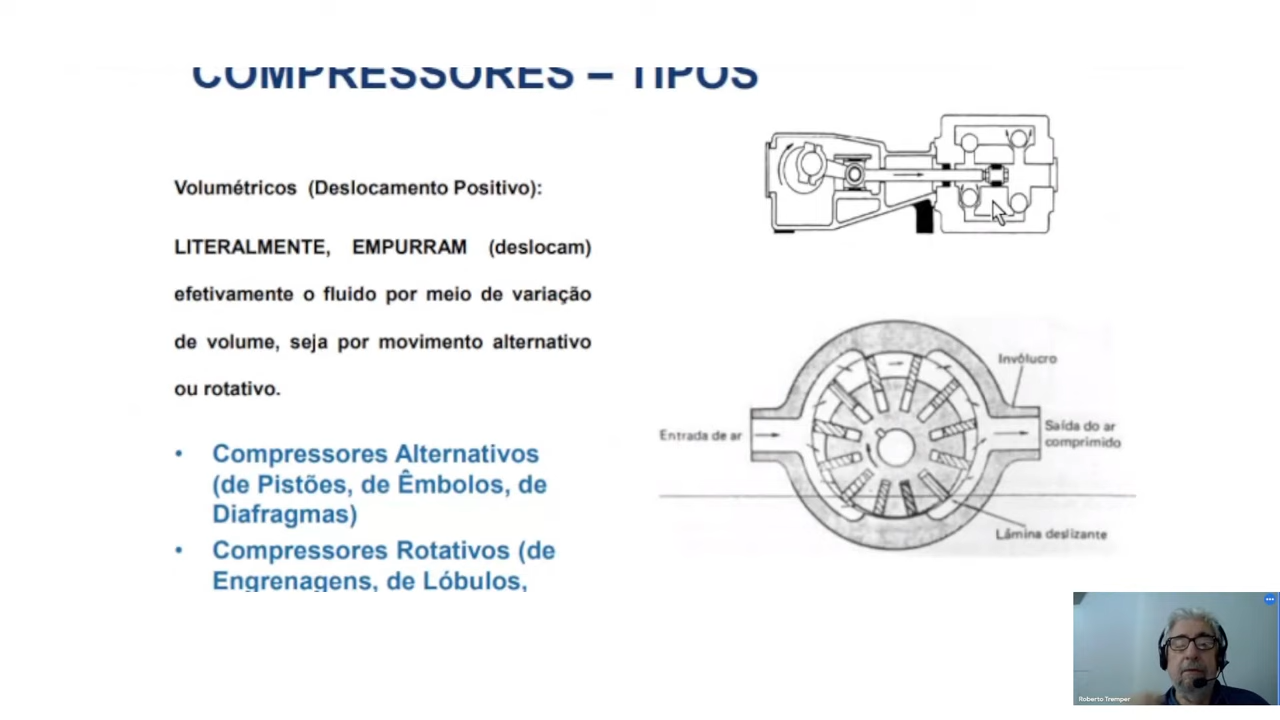 COMPRESSORES – TIPOS
Volumétricos (Deslocamento Positivo):
LITERALMENTE, EMPURRAM (deslocam)
efetivamente o fluido por meio de variação
de volume, seja por movimento alternativo
ou rotativo.
• Compressores Alternativos
(de Pistões, de Êmbolos, de
Diafragmas)
• Compressores Rotativos (de
Engrenagens, de Lóbulos,
Invólucro
Entrada de ar
Saída do ar
comprimido
Lâmina deslizante
Roberto Tremper